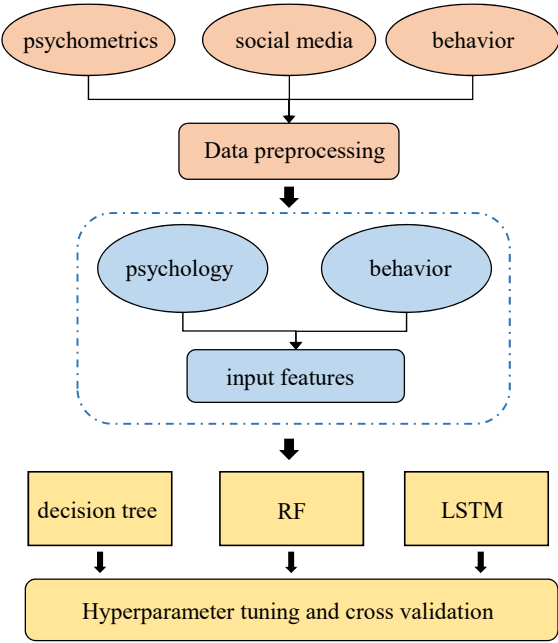 psychometrics
social media
behavior
Data preprocessing
psychology
behavior
input features
decision tree
RF
LSTM
Hyperparameter tuning and cross validation